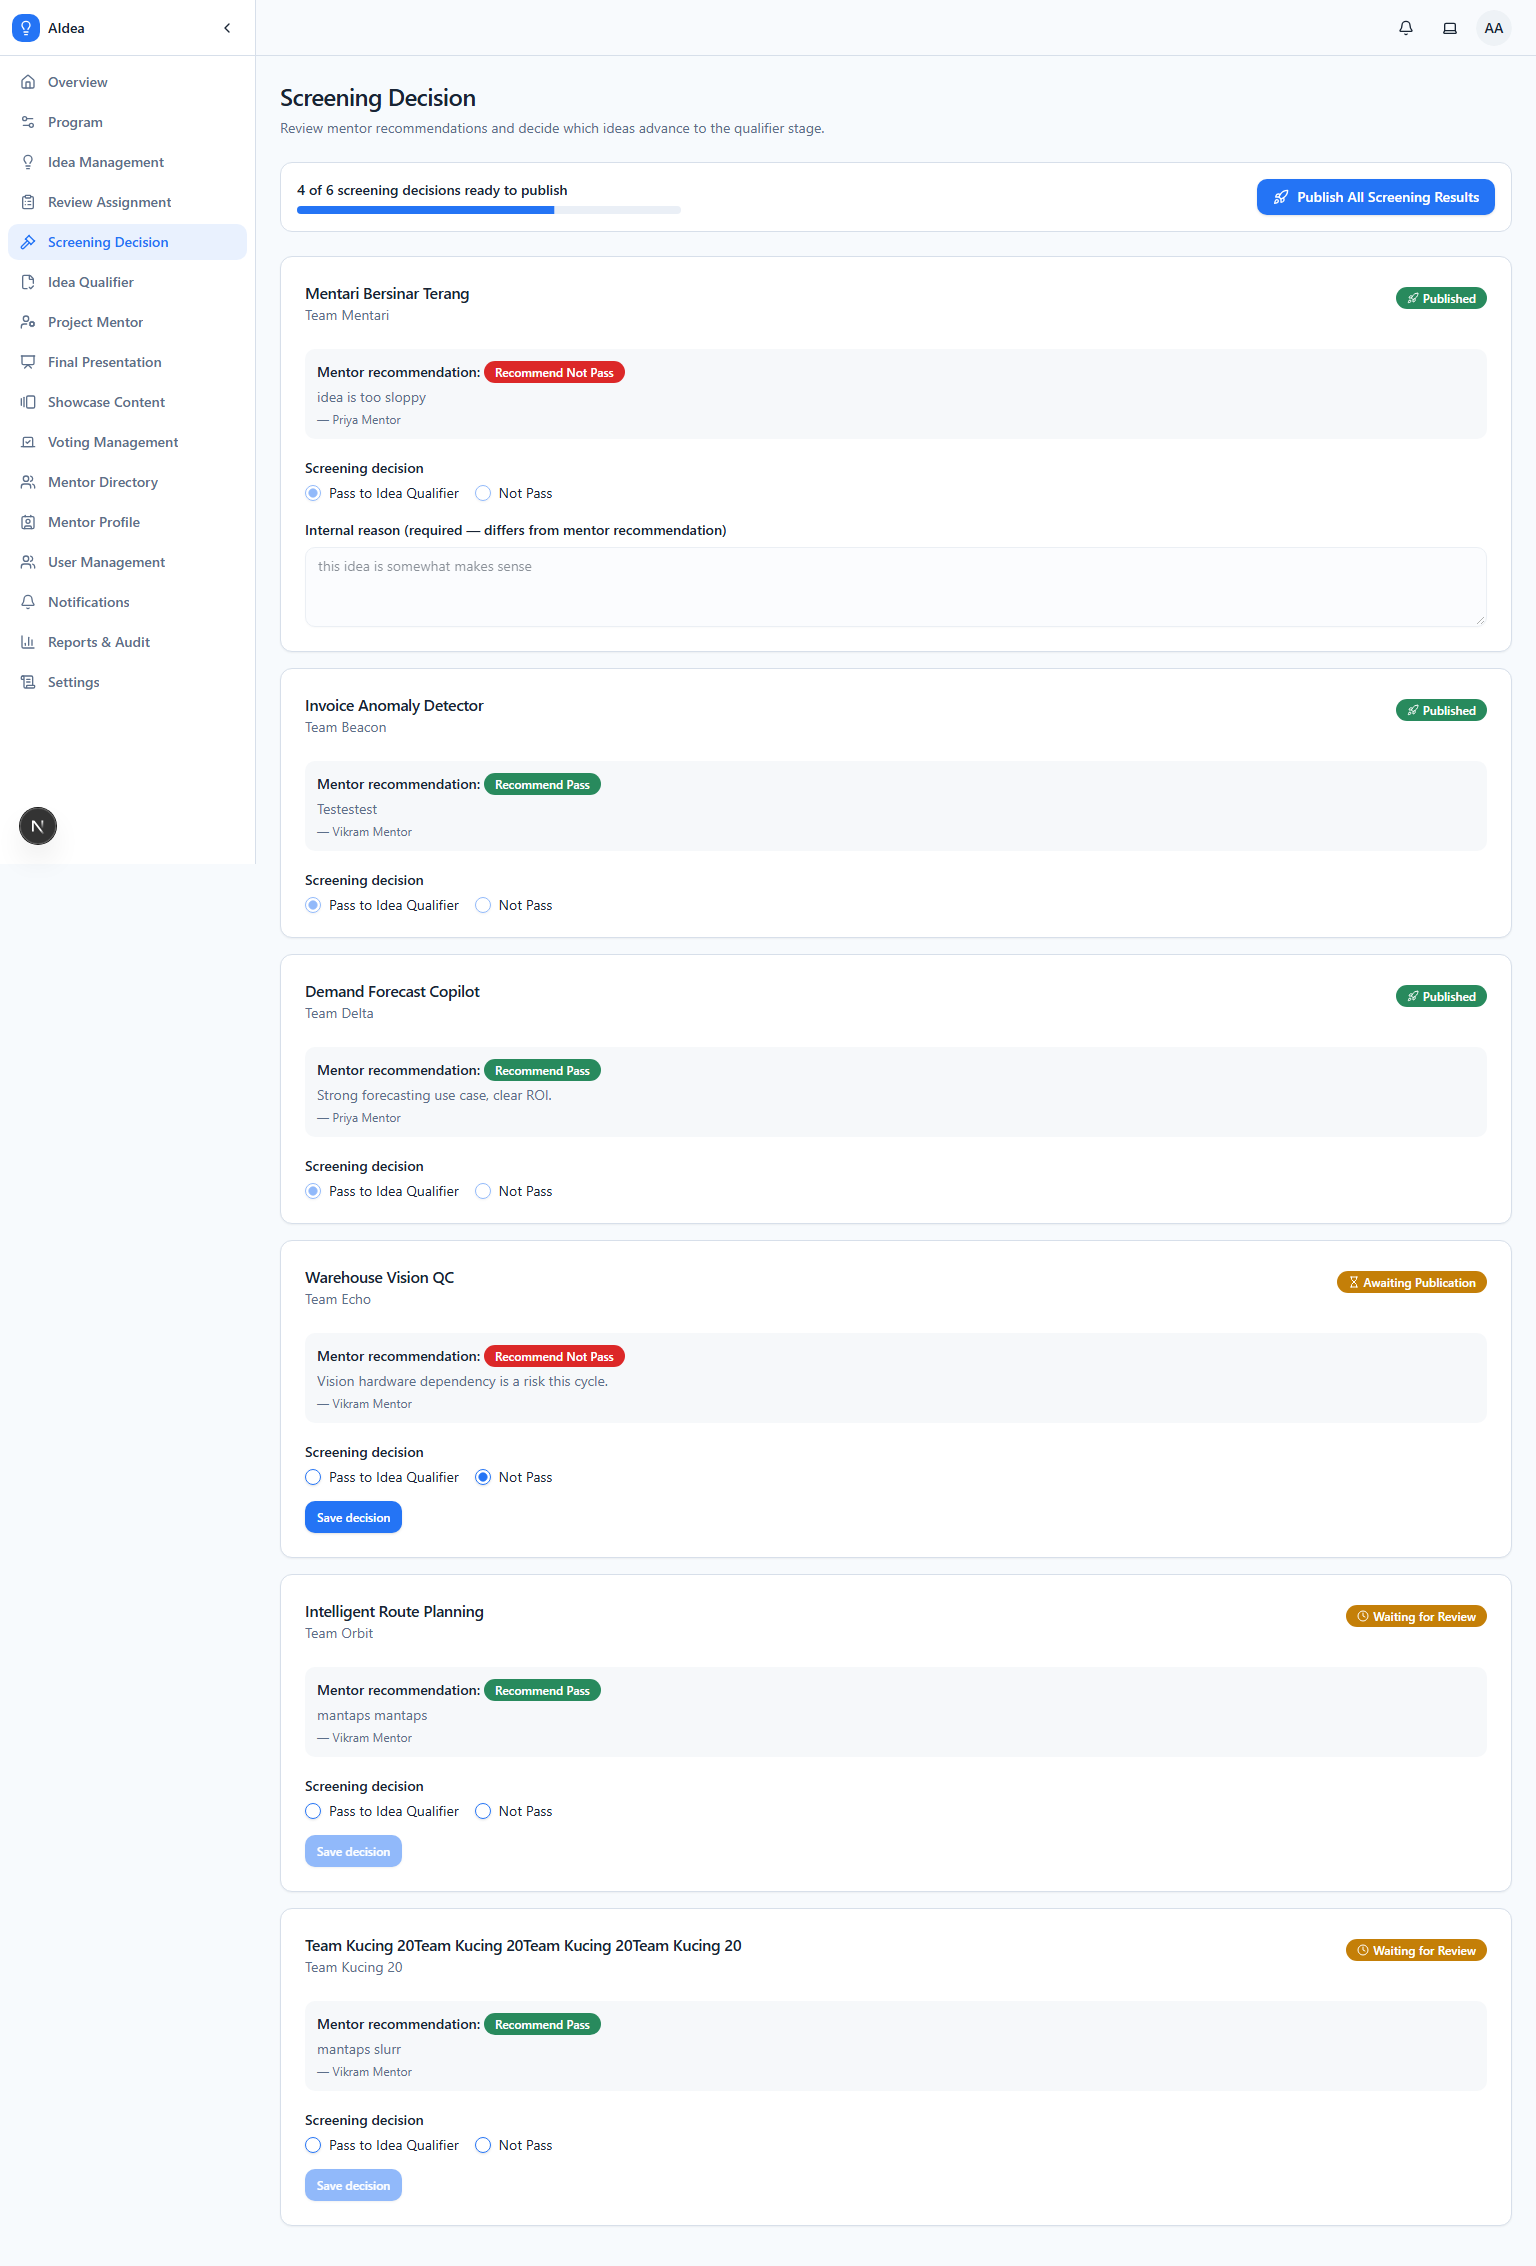 AIdea
AA
Overview
Program
Idea Management
Review Assignment
Screening Decision
Idea Qualifier
Project Mentor
Final Presentation
Showcase Content
Voting Management
Mentor Directory
Mentor Profile
User Management
Notifications
Reports & Audit
Settings
N
Screening Decision
Review mentor recommendations and decide which ideas advance to the qualifier stage.
4 of 6 screening decisions ready to publish
Publish All Screening Results
Mentari Bersinar Terang
Published
Team Mentari
Mentor recommendation: Recommend Not Pass
idea is too sloppy
— Priya Mentor
Screening decision
Pass to Idea Qualifier Not Pass
Internal reason (required — differs from mentor recommendation)
this idea is somewhat makes sense
Invoice Anomaly Detector
Published
Team Beacon
Mentor recommendation: Recommend Pass
Testestest
— Vikram Mentor
Screening decision
Pass to Idea Qualifier Not Pass
Demand Forecast Copilot
Published
Team Delta
Mentor recommendation: Recommend Pass
Strong forecasting use case, clear ROI.
— Priya Mentor
Screening decision
Pass to Idea Qualifier Not Pass
Warehouse Vision QC
Awaiting Publication
Team Echo
Mentor recommendation: Recommend Not Pass
Vision hardware dependency is a risk this cycle.
— Vikram Mentor
Screening decision
Pass to Idea Qualifier Not Pass
Save decision
Intelligent Route Planning
Waiting for Review
Team Orbit
Mentor recommendation: Recommend Pass
mantaps mantaps
— Vikram Mentor
Screening decision
Pass to Idea Qualifier Not Pass
Save decision
Team Kucing 20Team Kucing 20Team Kucing 20Team Kucing 20
Waiting for Review
Team Kucing 20
Mentor recommendation: Recommend Pass
mantaps slurr
— Vikram Mentor
Screening decision
Pass to Idea Qualifier Not Pass
Save decision